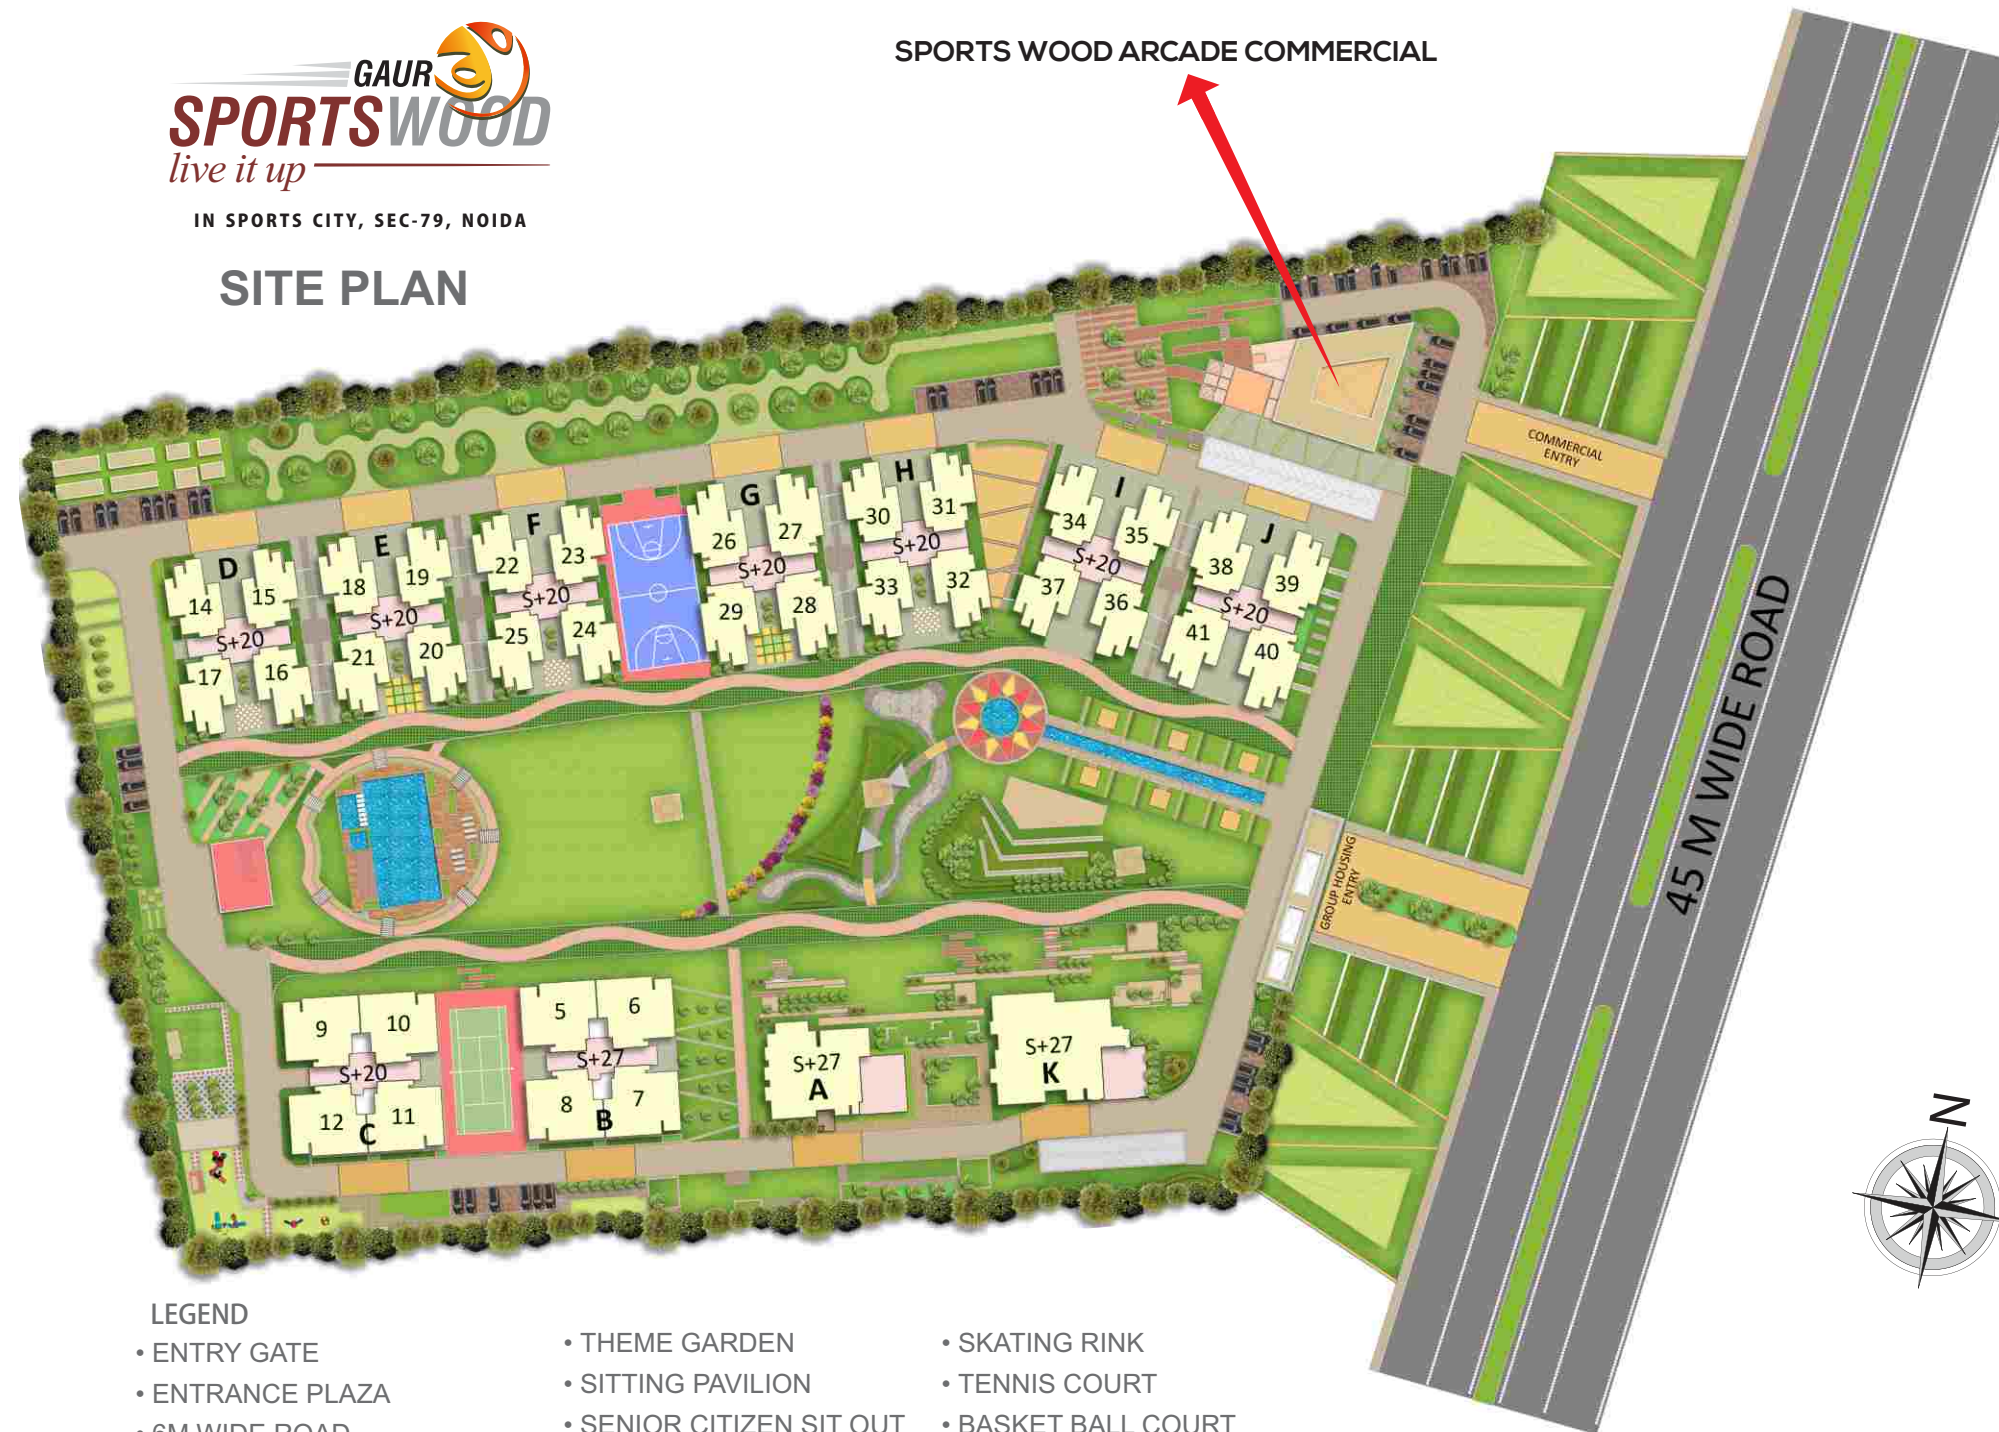 GAUR
SPORTSWOOD
live it up
IN SPORTS CITY, SEC-79, NOIDA
SITE PLAN
SPORTS WOOD ARCADE COMMERCIAL
COMMERCIAL
ENTRY
45 M WIDE ROAD
GROUP HOUSING
ENTRY
D
14
15
S+20
17
16
E
18
19
S+20
21
20
F
22
23
S+20
25
24
G
26
27
S+20
29
28
H
30
31
S+20
33
32
I
34
35
S+20
37
36
J
38
39
S+20
41
40
9
10
S+20
12
C
11
5
6
S+27
8
B
7
S+27
A
S+27
K
N
LEGEND
• ENTRY GATE
• ENTRANCE PLAZA
• 6M WIDE ROAD
• THEME GARDEN
• SITTING PAVILION
• SENIOR CITIZEN SIT OUT
• SKATING RINK
• TENNIS COURT
• BASKET BALL COURT